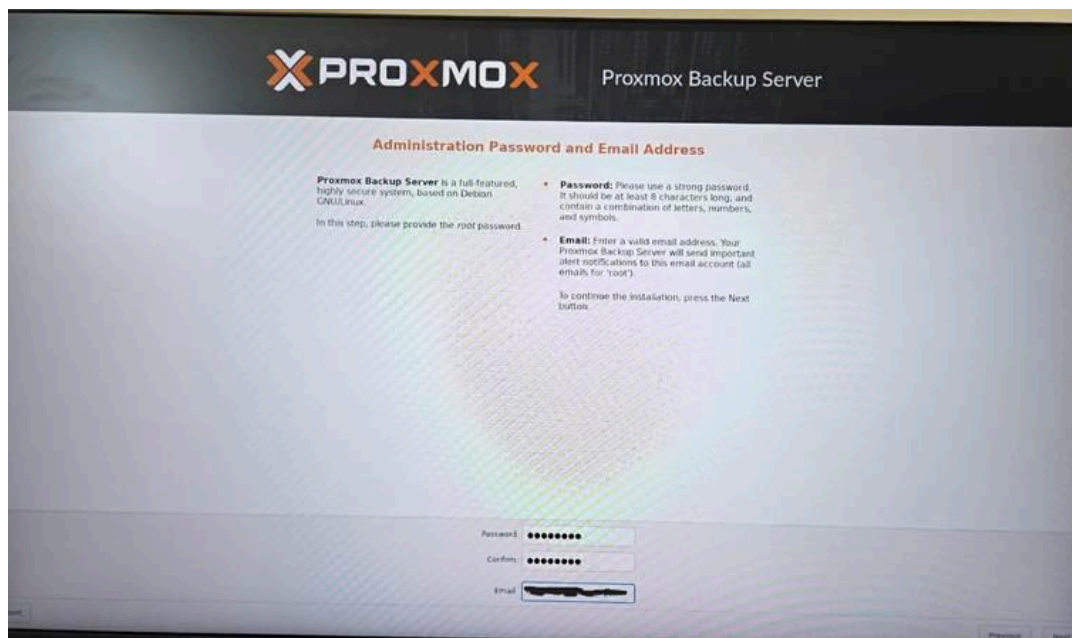 PROXMOX
Proxmox Backup Server
Administration Password and Email Address
Proxmox Backup Server is a full-featured,
highly secure system, based on Debian
GNU/Linux.
In this step, please provide the root password.
• Password: Please use a strong password.
It should be at least 8 characters long, and
contain a combination of letters, numbers,
and symbols.
• Email: Enter a valid email address. Your
Proxmox Backup Server will send important
alert notifications to this email account (all
emails for 'root').
To continue the installation, press the Next
button.
Password
Confirm
Email
Previous